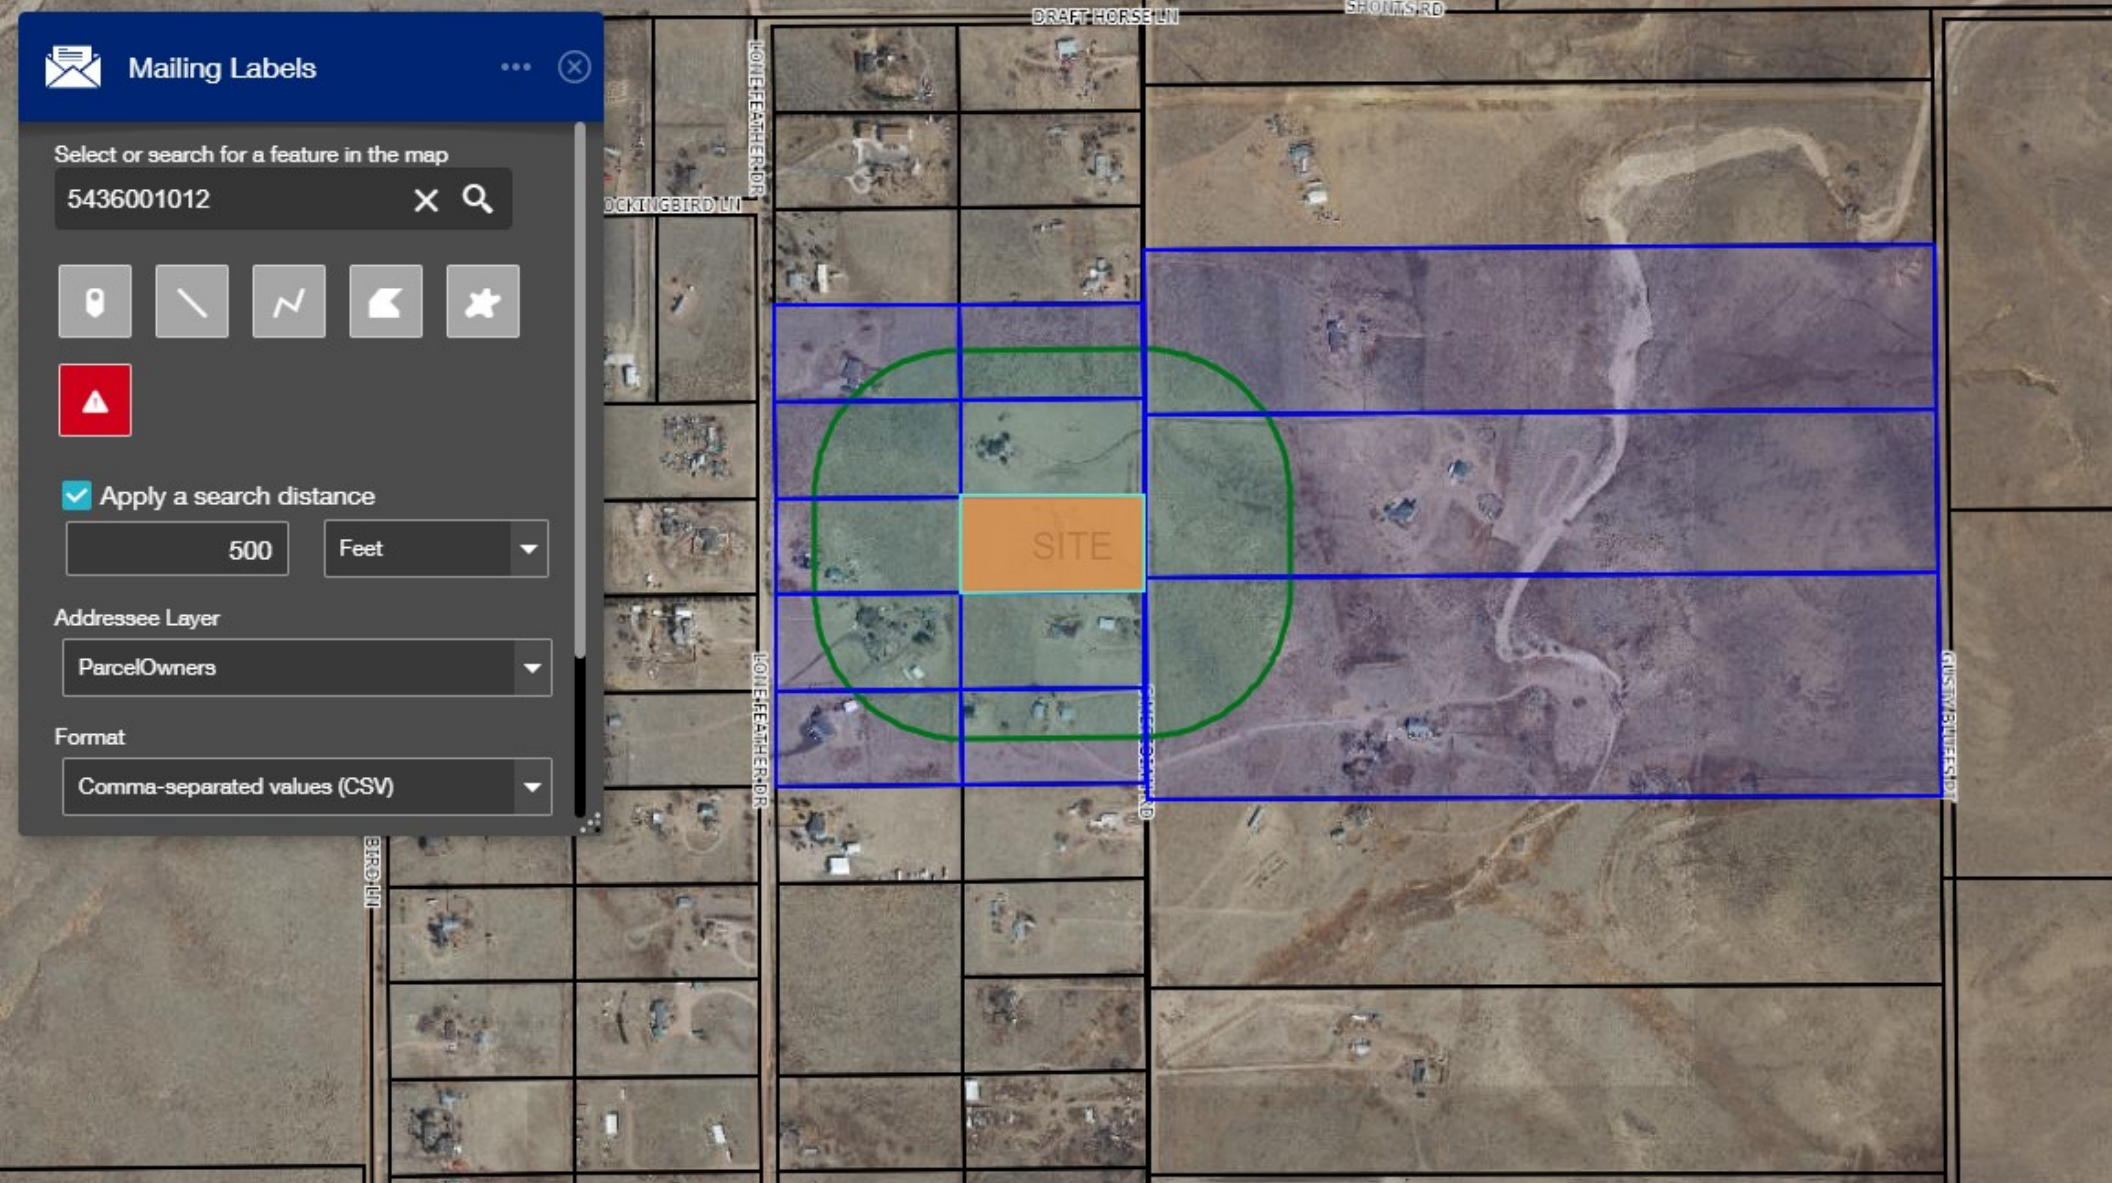 Mailing Labels
Select or search for a feature in the map
5436001012
Apply a search distance
500
Feet
Addressee Layer
ParcelOwners
Format
Comma-separated values (CSV)
DRAFT HORSE LN
SHONTS RD
LONE FEATHER DR
OCKINGBIRD LN
SITE
LONE FEATHER DR
BIRD LN